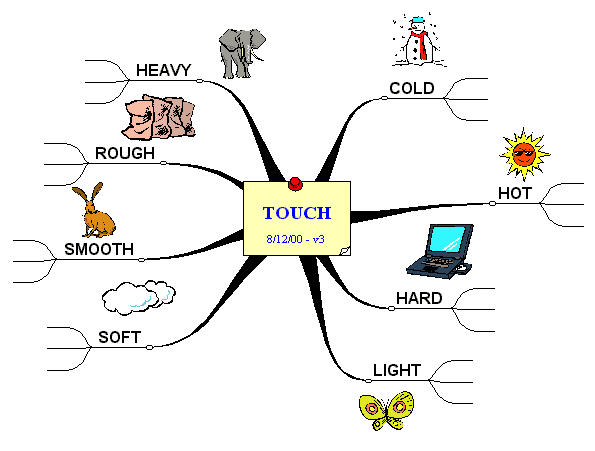 HEAVY
COLD
ROUGH
HOT
TOUCH
8/12/00 - v3
SMOOTH
HARD
SOFT
LIGHT